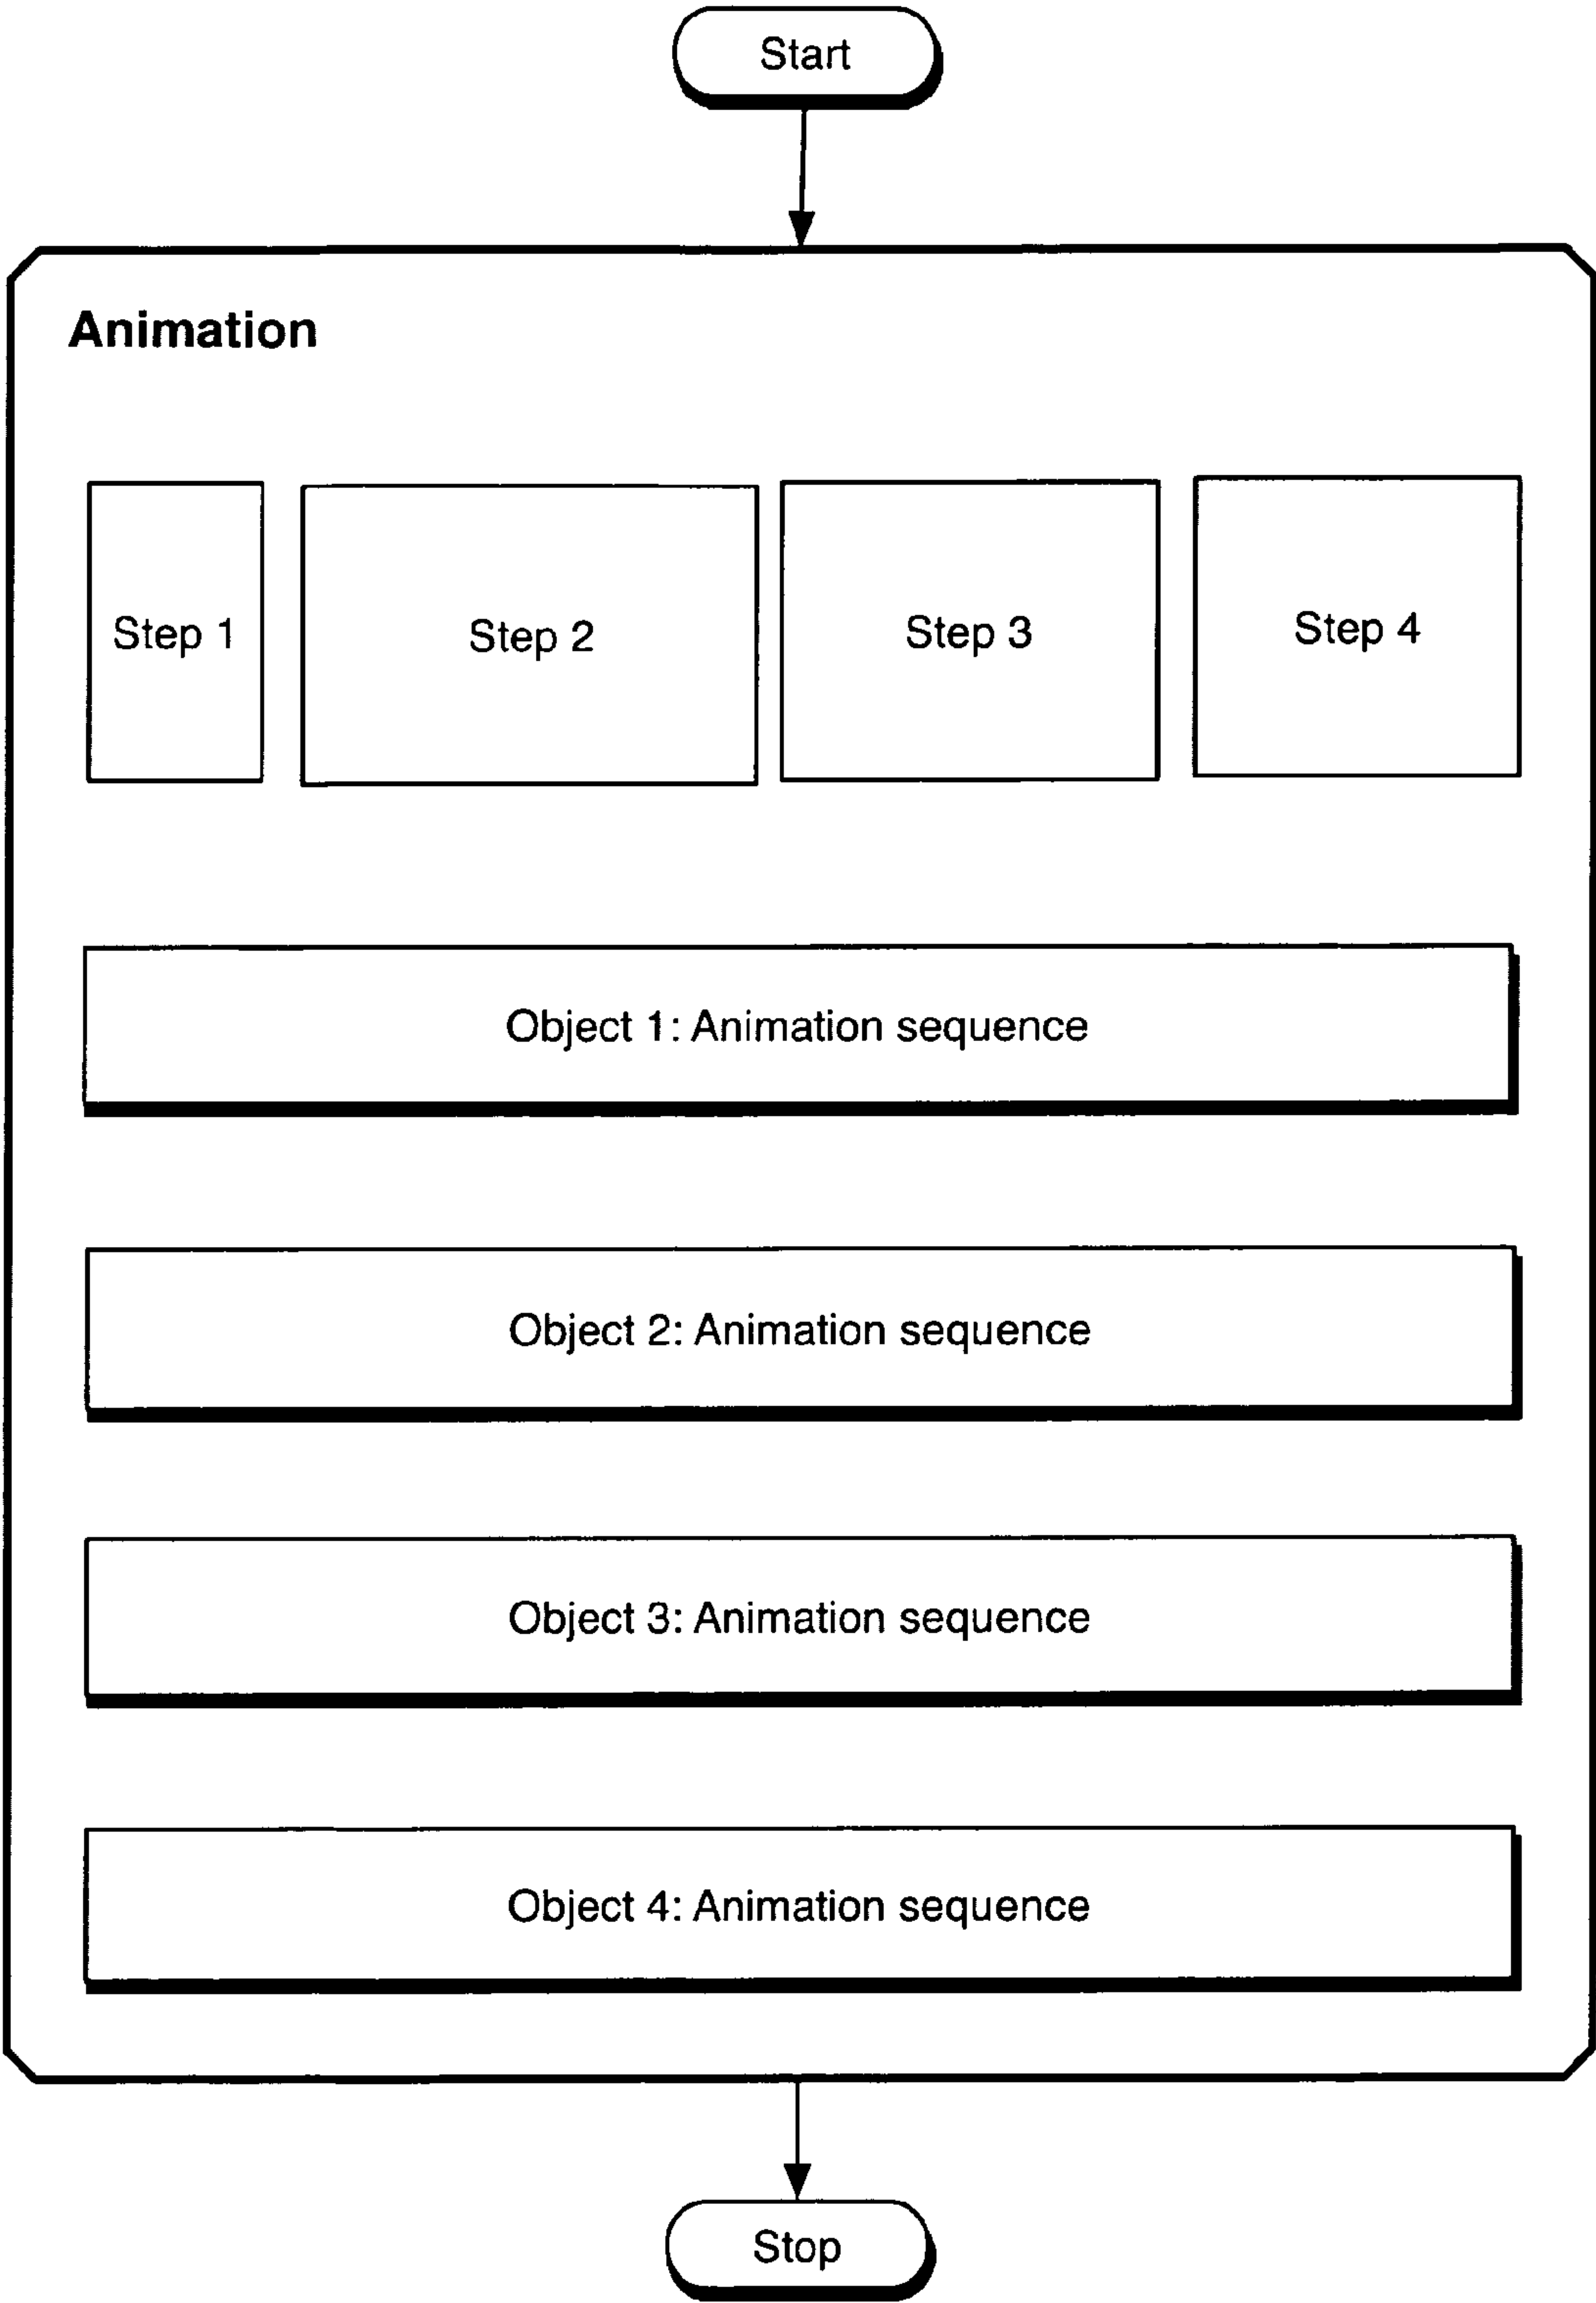 Start
Animation
Step 1
Step 2
Step 3
Step 4
Object 1: Animation sequence
Object 2: Animation sequence
Object 3: Animation sequence
Object 4: Animation sequence
Stop